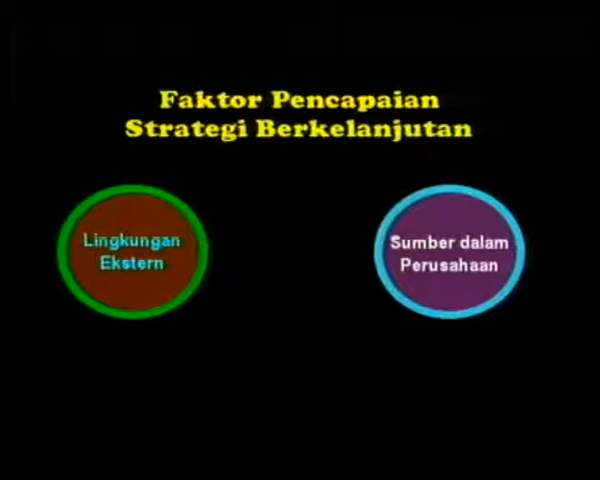 Faktor Pencapaian
Strategi Berkelanjutan
Lingkungan
Ekstern
Sumber dalam
Perusahaan